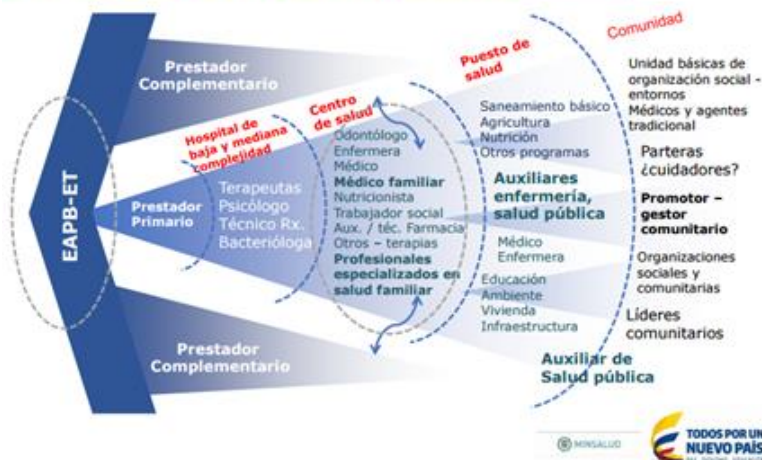 EAPB-ET
Prestador
Complementario
Prestador
Primario
Prestador
Complementario
Hospital de
baja y mediana
complejidad
Terapeutas
Psicólogo
Técnico Rx.
Bacterióloga
Centro
de salud
Odontólogo
Enfermera
Médico
Médico familiar
Nutricionista
Trabajador social
Aux. / téc. Farmacia
Otros – terapias
Profesionales
especializados en
salud familiar
Puesto de
salud
Saneamiento básico
Agricultura
Nutrición
Otros programas
Auxiliares
enfermería,
salud pública
Médico
Enfermera
Educación
Ambiente
Vivienda
Infraestructura
Auxiliar de
Salud pública
Comunidad
Unidad básicas de
organización social -
entornos
Médicos y agentes
tradicional
Parteras
¿cuidadores?
Promotor –
gestor
comunitario
Organizaciones
sociales y
comunitarias
Líderes
comunitarios
MINSALUD
TODOS POR UN
NUEVO PAÍS